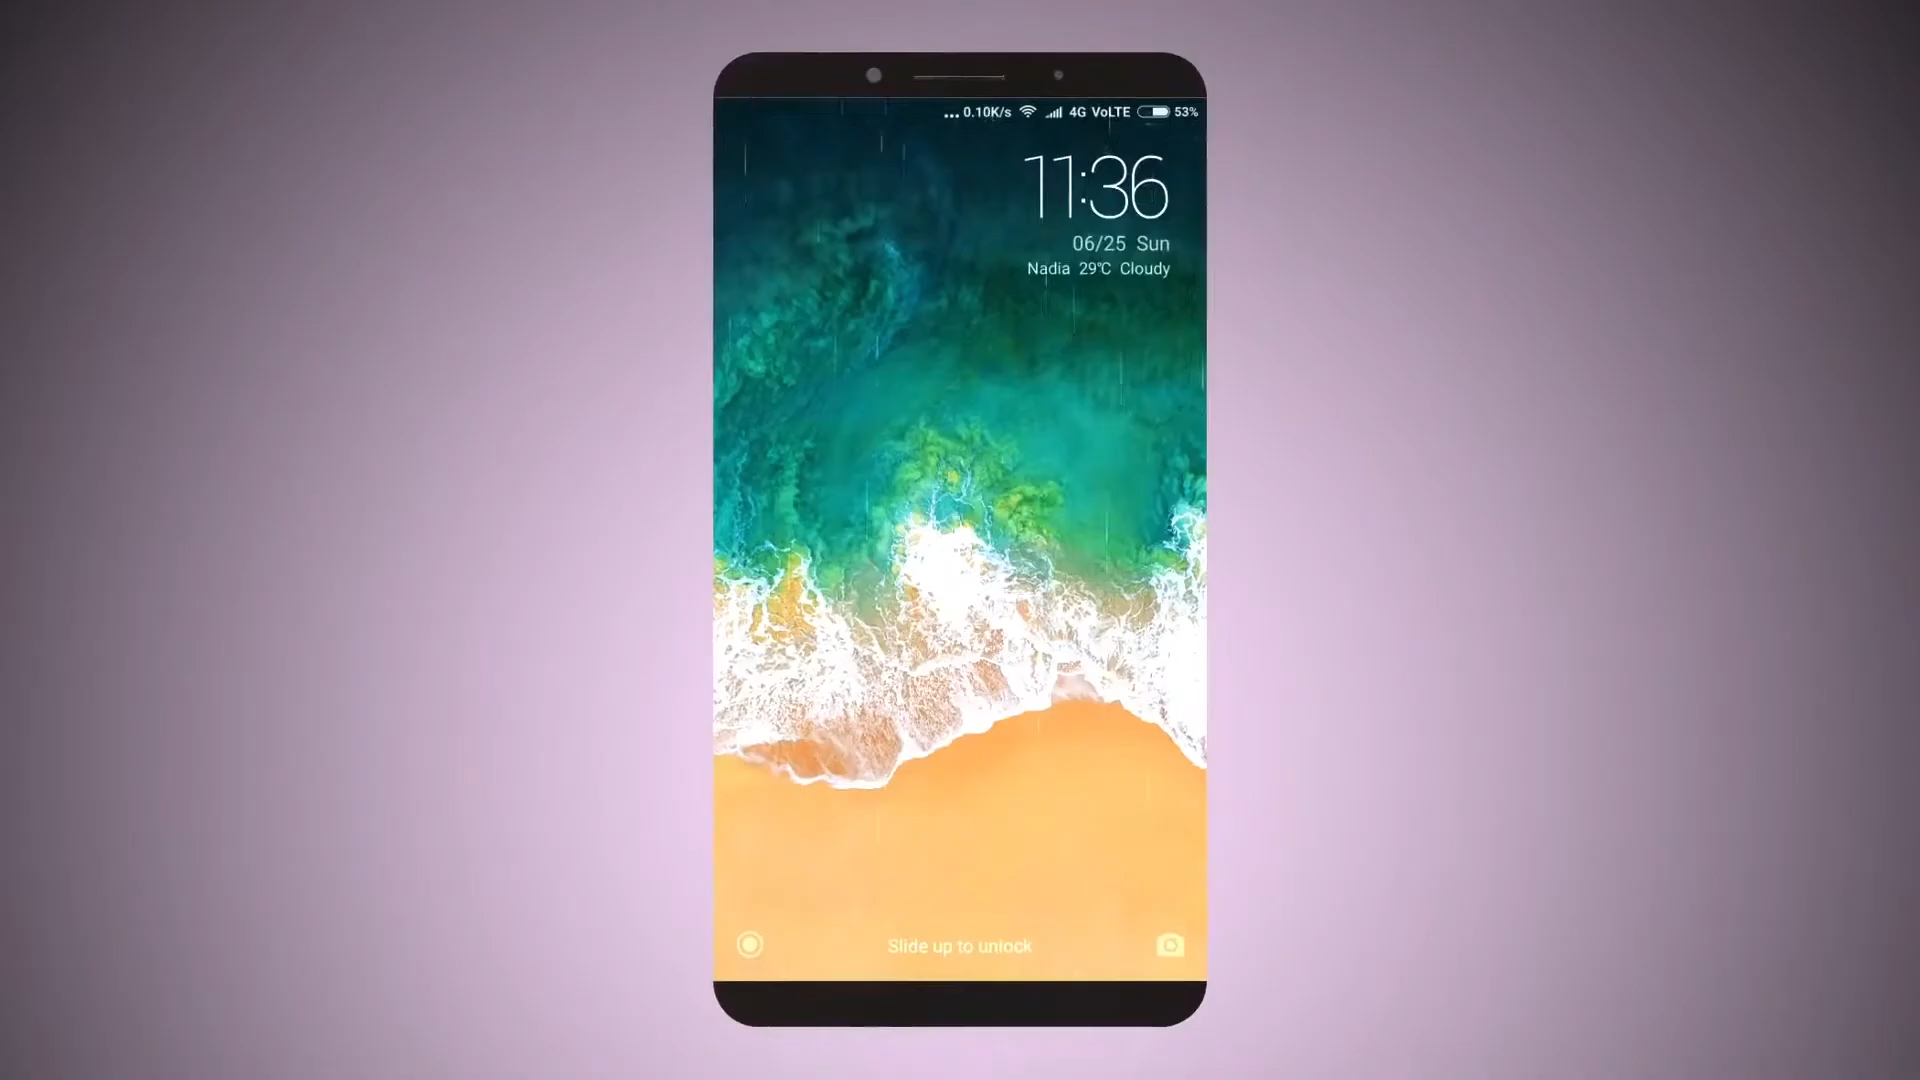 ... 0.10K/s 4G VoLTE 53%
11:36
06/25 Sun
Nadia 29℃ Cloudy
Slide up to unlock